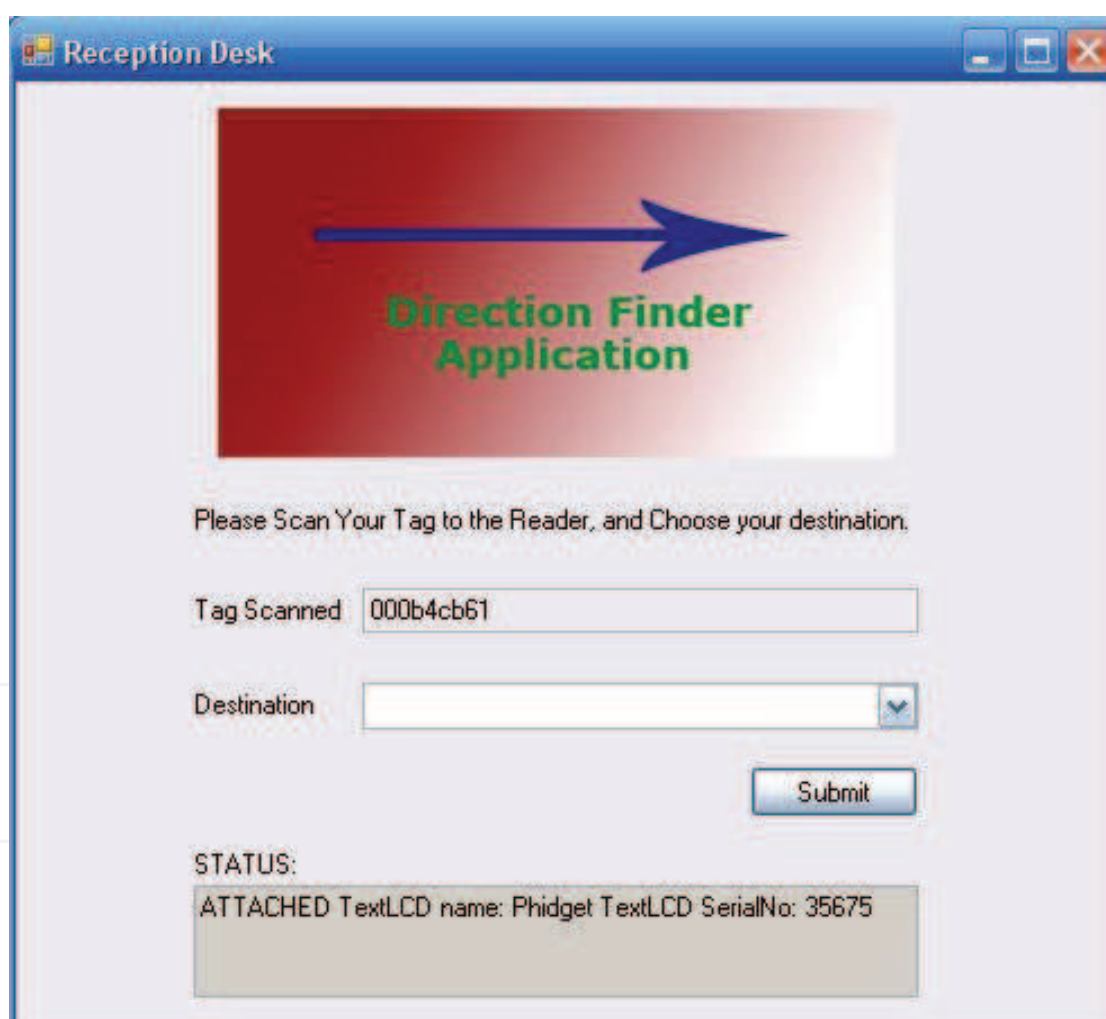 Reception Desk
Direction Finder
Application
Please Scan Your Tag to the Reader, and Choose your destination.
Tag Scanned 000b4cb61
Destination
Submit
STATUS:
ATTACHED TextLCD name: Phidget TextLCD SerialNo: 35675